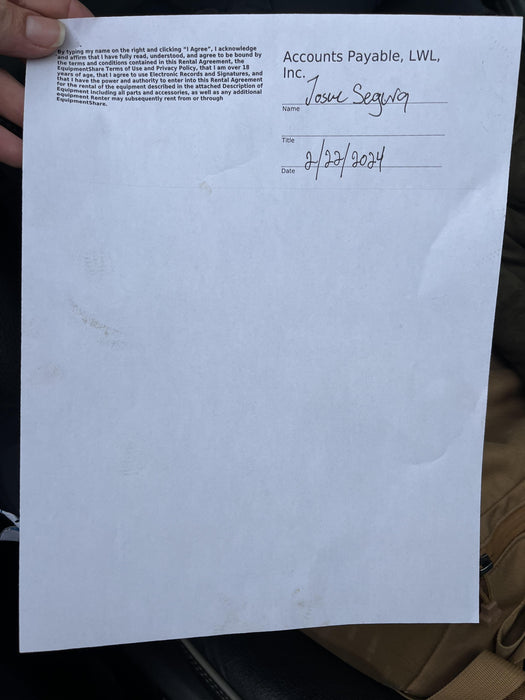 By typing my name on the right and clicking "I Agree", I acknowledge
and affirm that I have fully read, understood, and agree to be bound by
the terms and conditions contained in this Rental Agreement, the
EquipmentShare Terms of Use and Privacy Policy, that I am over 18
years of age, that I agree to use Electronic Records and Signatures, and
that I have the power and authority to enter into this Rental Agreement
for the rental of the equipment described in the attached Description of
Equipment including all parts and accessories, as well as any additional
equipment Renter may subsequently rent from or through
EquipmentShare.
Accounts Payable, LWL,
Inc.
Josue Segura
Name
Title
2/22/2024
Date